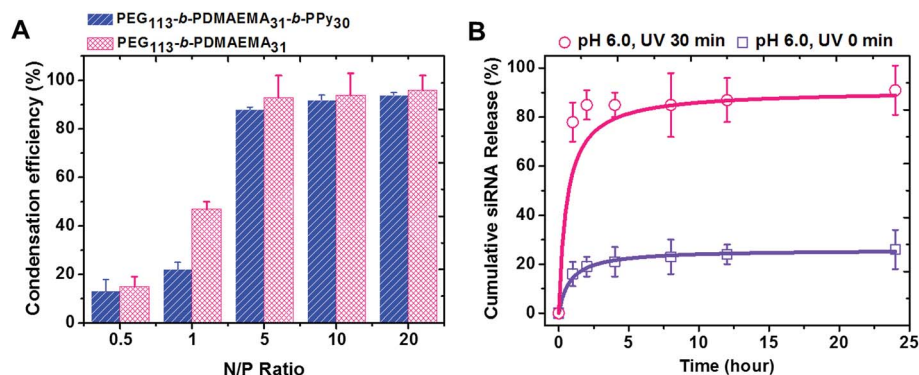 A
PEG113-b-PDMAEMA31-b-PPy30
PEG113-b-PDMAEMA31
Condensation efficiency (%)
100
80
60
40
20
0
0.5 1 5 10 20
N/P Ratio
B
pH 6.0, UV 30 min pH 6.0, UV 0 min
Cumulative siRNA Release (%)
100
80
60
40
20
0
0 5 10 15 20 25
Time (hour)